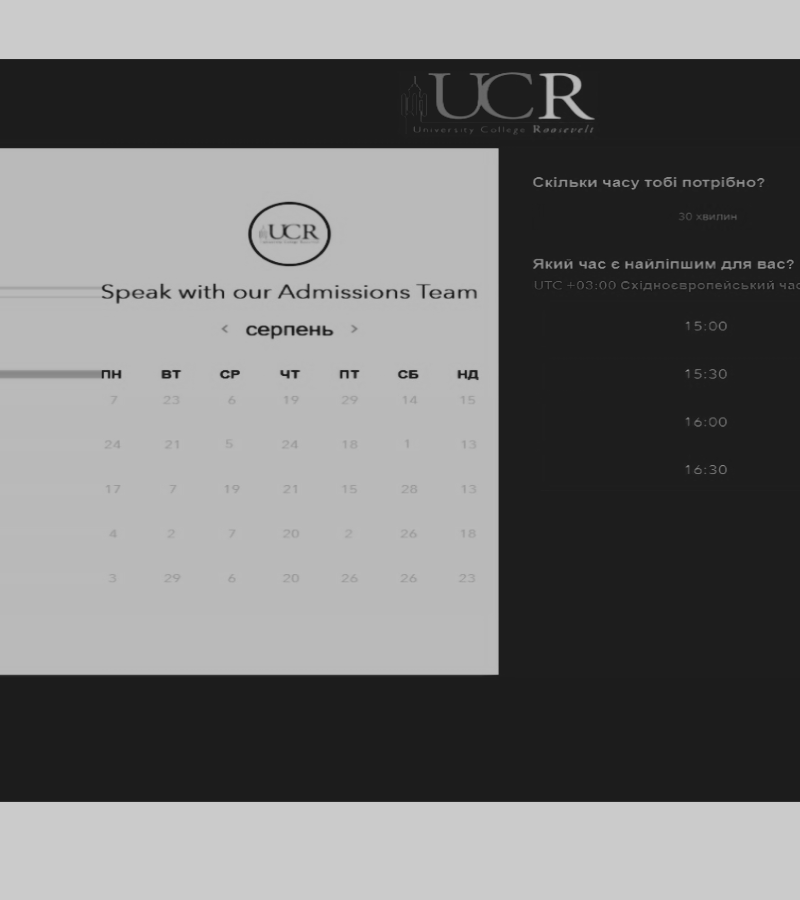 UCR
University College Roosevelt
UCR
Speak with our Admissions Team
< серпень >
ПН ВТ СР ЧТ ПТ СБ НД
7 23 6 19 29 14 15
24 21 5 24 18 1 13
17 7 19 21 15 28 13
4 2 7 20 2 26 18
3 29 6 20 26 26 23
Скільки часу тобі потрібно?
30 хвилин
Який час є найліпшим для вас?
UTC +03:00 Східноєвропейський час
15:00
15:30
16:00
16:30